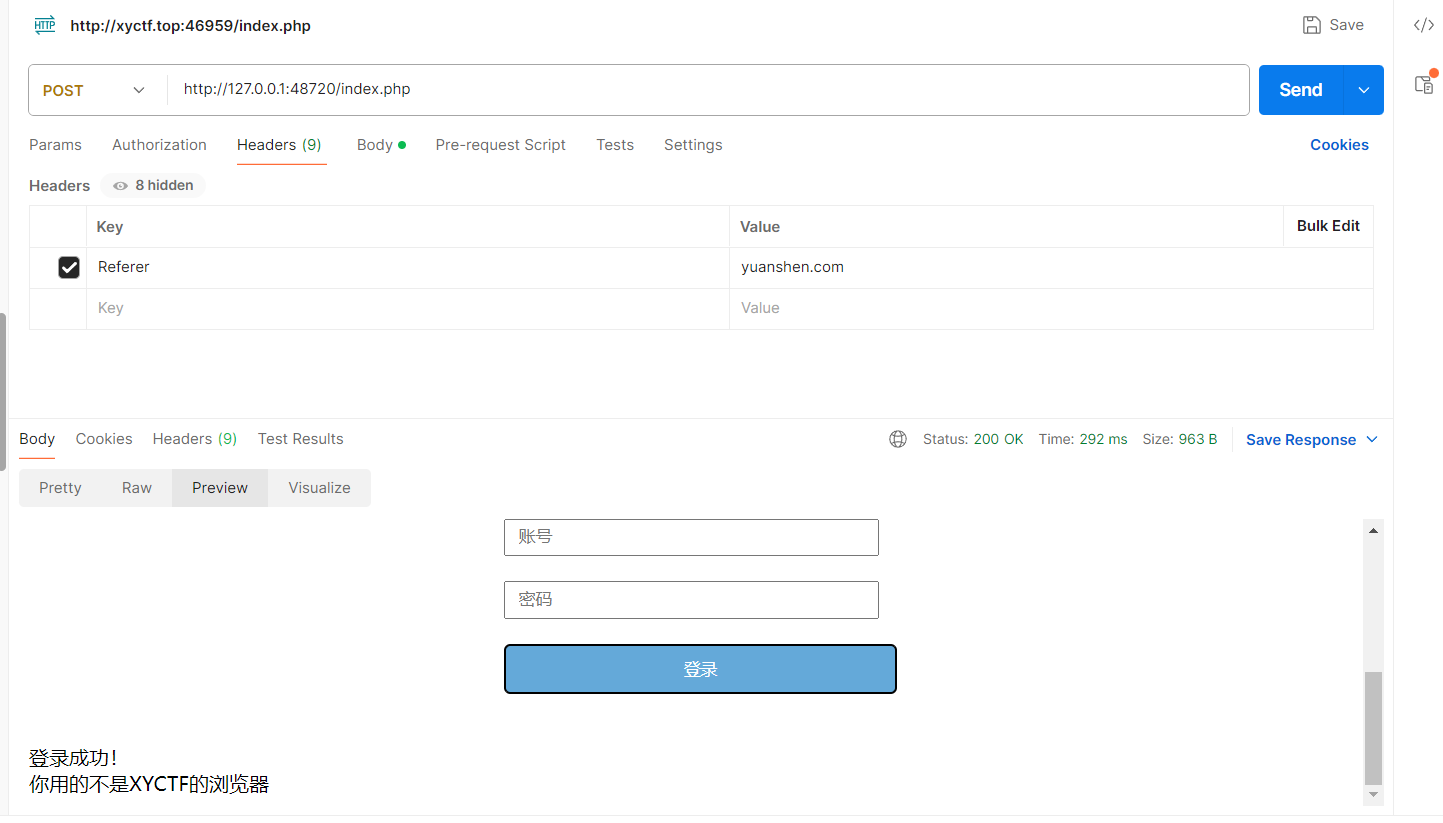 HTTP http://xyctf.top:46959/index.php Save </>
POST http://127.0.0.1:48720/index.php Send
Params Authorization Headers (9) Body Pre-request Script Tests Settings Cookies
Headers 8 hidden
Key Value Bulk Edit
Referer yuanshen.com
Key Value
Body Cookies Headers (9) Test Results Status: 200 OK Time: 292 ms Size: 963 B Save Response
Pretty Raw Preview Visualize
账号
密码
登录
登录成功!
你用的不是XYCTF的浏览器